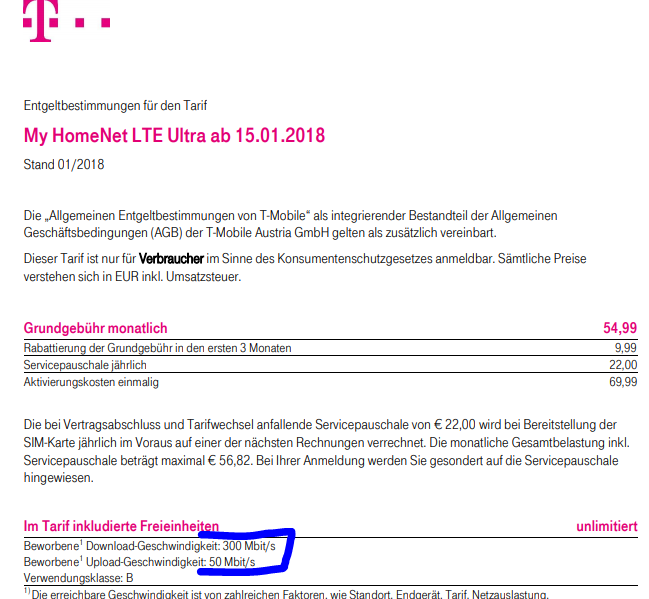 T
Entgeltbestimmungen für den Tarif
My HomeNet LTE Ultra ab 15.01.2018
Stand 01/2018
Die „Allgemeinen Entgeltbestimmungen von T-Mobile“ als integrierender Bestandteil der Allgemeinen
Geschäftsbedingungen (AGB) der T-Mobile Austria GmbH gelten als zusätzlich vereinbart.
Dieser Tarif ist nur für Verbraucher im Sinne des Konsumentenschutzgesetzes anmeldbar. Sämtliche Preise
verstehen sich in EUR inkl. Umsatzsteuer.
Grundgebühr monatlich 54,99
Rabattierung der Grundgebühr in den ersten 3 Monaten 9,99
Servicepauschale jährlich 22,00
Aktivierungskosten einmalig 69,99
Die bei Vertragsabschluss und Tarifwechsel anfallende Servicepauschale von € 22,00 wird bei Bereitstellung der
SIM-Karte jährlich im Voraus auf einer der nächsten Rechnungen verrechnet. Die monatliche Gesamtbelastung inkl.
Servicepauschale beträgt maximal € 56,82. Bei Ihrer Anmeldung werden Sie gesondert auf die Servicepauschale
hingewiesen.
Im Tarif inkludierte Freieinheiten unlimitiert
Beworbene¹ Download-Geschwindigkeit: 300 Mbit/s
Beworbene¹ Upload-Geschwindigkeit: 50 Mbit/s
Verwendungsklasse: B
¹) Die erreichbare Geschwindigkeit ist von zahlreichen Faktoren, wie Standort, Endgerät, Tarif, Netzauslastung,